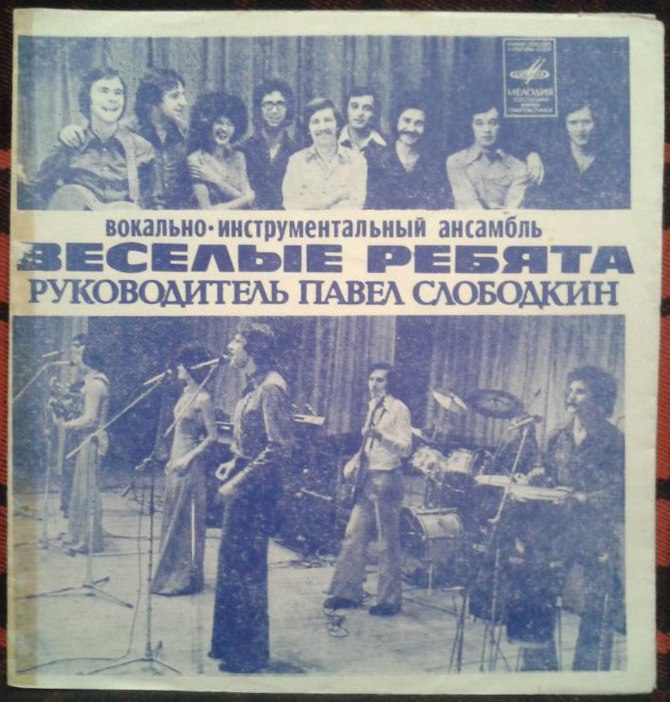 МЕЛОДИЯ
ВОКАЛЬНО-ИНСТРУМЕНТАЛЬНЫЙ АНСАМБЛЬ
ВЕСЕЛЫЕ РЕБЯТА
РУКОВОДИТЕЛЬ ПАВЕЛ СЛОБОДКИН